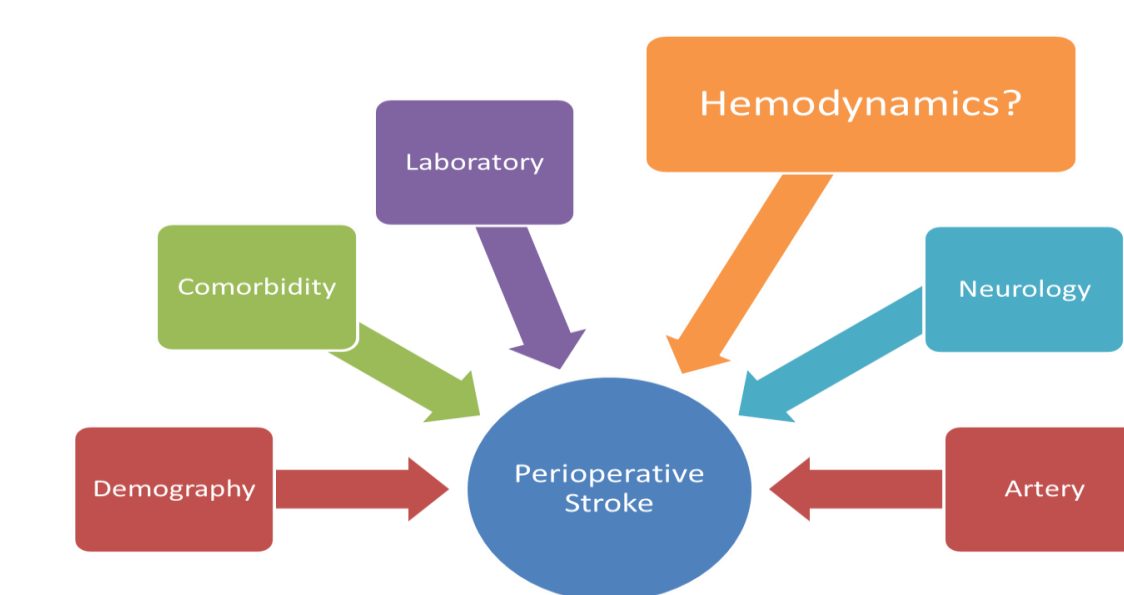 Hemodynamics?
Laboratory
Comorbidity
Neurology
Demography
Perioperative
Stroke
Artery